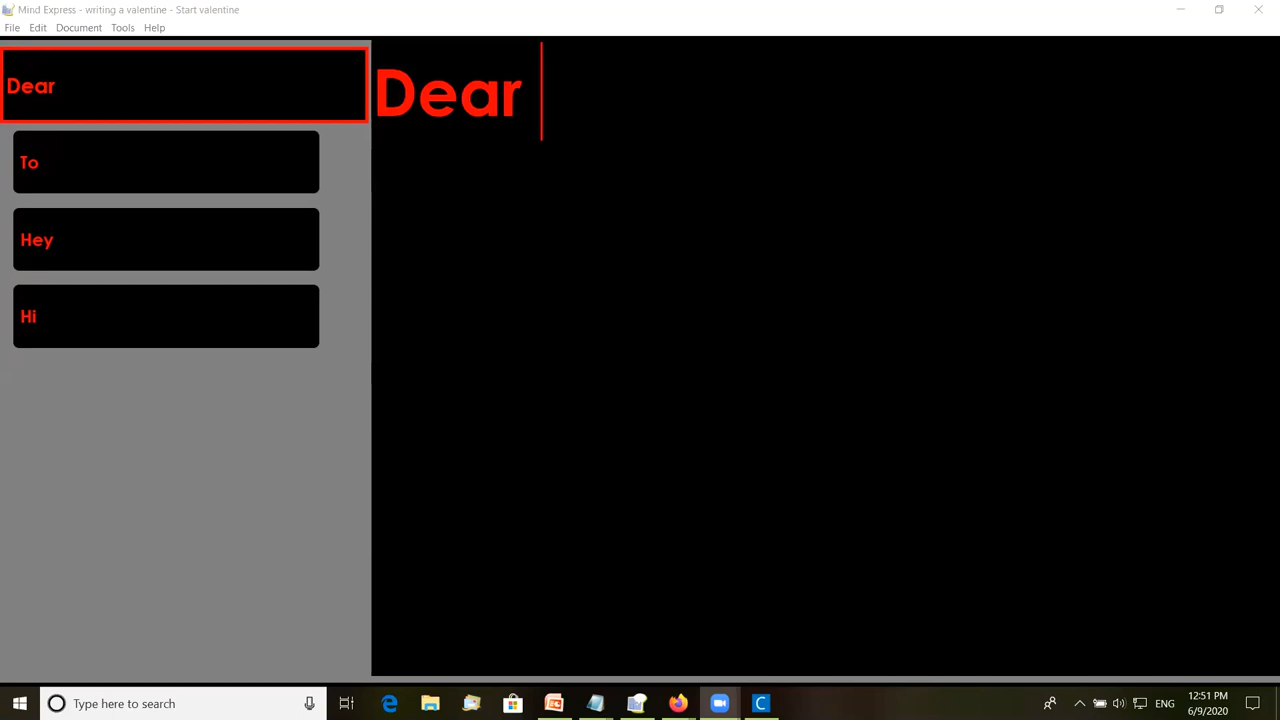 Mind Express - writing a valentine - Start valentine
File Edit Document Tools Help
Dear
To
Hey
Hi
Dear
Type here to search
ENG
12:51 PM
6/9/2020